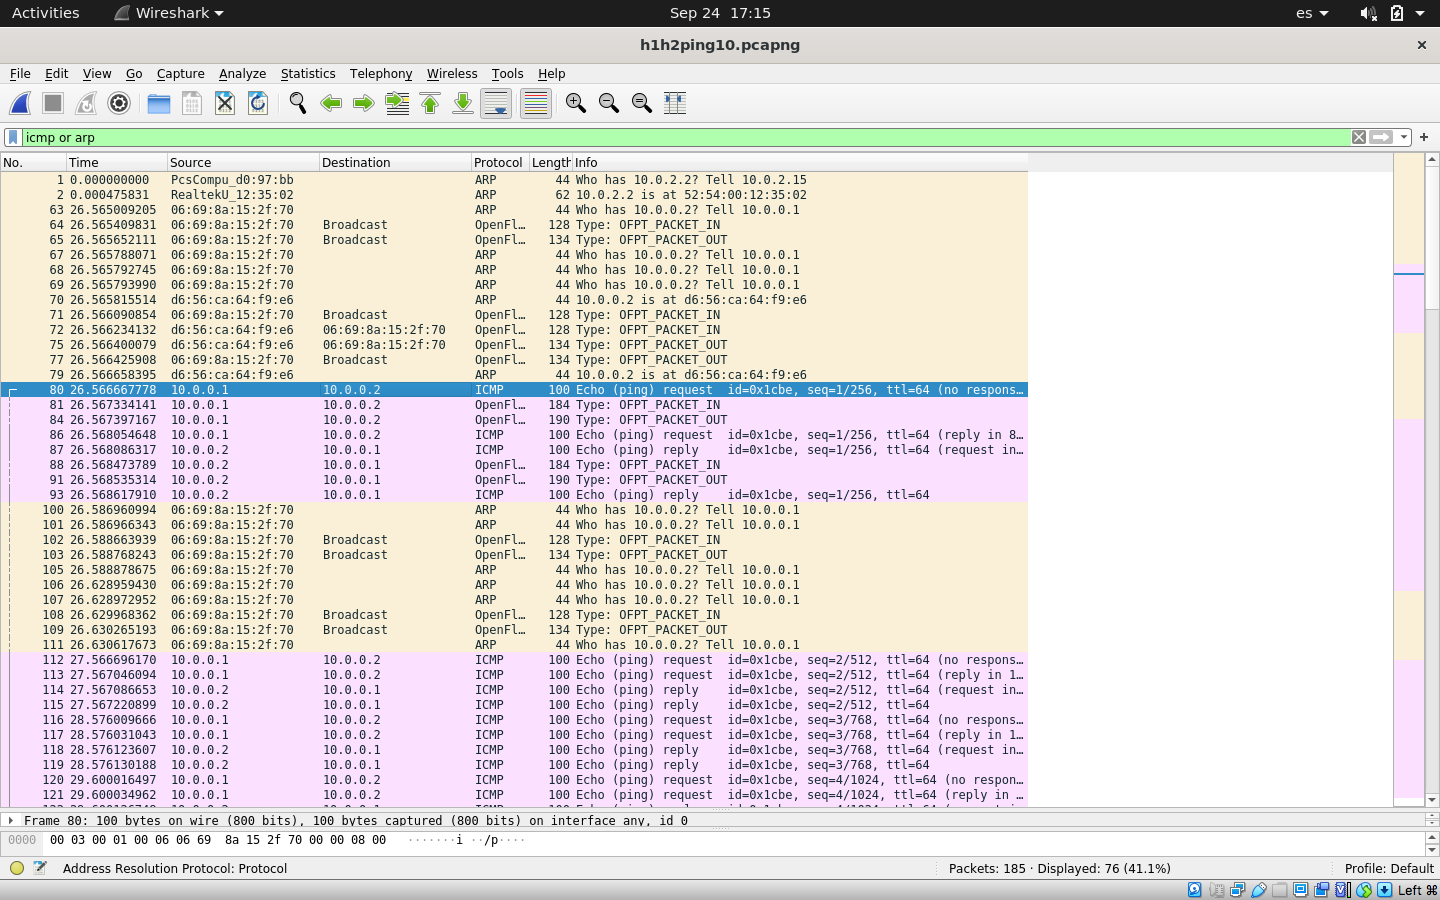 Activities Wireshark Sep 24 17:15 es
h1h2ping10.pcapng
File Edit View Go Capture Analyze Statistics Telephony Wireless Tools Help
icmp or arp
No. Time Source Destination Protocol Length Info
1 0.000000000 PcsCompu_d0:97:bb ARP 44 Who has 10.0.2.2? Tell 10.0.2.15
2 0.000475831 RealtekU_12:35:02 ARP 62 10.0.2.2 is at 52:54:00:12:35:02
63 26.565009205 06:69:8a:15:2f:70 ARP 44 Who has 10.0.0.2? Tell 10.0.0.1
64 26.565409831 06:69:8a:15:2f:70 Broadcast OpenFl… 128 Type: OFPT_PACKET_IN
65 26.565652111 06:69:8a:15:2f:70 Broadcast OpenFl… 134 Type: OFPT_PACKET_OUT
67 26.565788071 06:69:8a:15:2f:70 ARP 44 Who has 10.0.0.2? Tell 10.0.0.1
68 26.565792745 06:69:8a:15:2f:70 ARP 44 Who has 10.0.0.2? Tell 10.0.0.1
69 26.565793990 06:69:8a:15:2f:70 ARP 44 Who has 10.0.0.2? Tell 10.0.0.1
70 26.565815514 d6:56:ca:64:f9:e6 ARP 44 10.0.0.2 is at d6:56:ca:64:f9:e6
71 26.566090854 06:69:8a:15:2f:70 Broadcast OpenFl… 128 Type: OFPT_PACKET_IN
72 26.566234132 d6:56:ca:64:f9:e6 06:69:8a:15:2f:70 OpenFl… 128 Type: OFPT_PACKET_IN
75 26.566400079 d6:56:ca:64:f9:e6 06:69:8a:15:2f:70 OpenFl… 134 Type: OFPT_PACKET_OUT
77 26.566425908 06:69:8a:15:2f:70 Broadcast OpenFl… 134 Type: OFPT_PACKET_OUT
79 26.566658395 d6:56:ca:64:f9:e6 ARP 44 10.0.0.2 is at d6:56:ca:64:f9:e6
80 26.566667778 10.0.0.1 10.0.0.2 ICMP 100 Echo (ping) request id=0x1cbe, seq=1/256, ttl=64 (no respons…
81 26.567334141 10.0.0.1 10.0.0.2 OpenFl… 184 Type: OFPT_PACKET_IN
84 26.567397167 10.0.0.1 10.0.0.2 OpenFl… 190 Type: OFPT_PACKET_OUT
86 26.568054648 10.0.0.1 10.0.0.2 ICMP 100 Echo (ping) request id=0x1cbe, seq=1/256, ttl=64 (reply in 8…
87 26.568086317 10.0.0.2 10.0.0.1 ICMP 100 Echo (ping) reply id=0x1cbe, seq=1/256, ttl=64 (request in…
88 26.568473789 10.0.0.2 10.0.0.1 OpenFl… 184 Type: OFPT_PACKET_IN
91 26.568535314 10.0.0.2 10.0.0.1 OpenFl… 190 Type: OFPT_PACKET_OUT
93 26.568617910 10.0.0.2 10.0.0.1 ICMP 100 Echo (ping) reply id=0x1cbe, seq=1/256, ttl=64
100 26.586960994 06:69:8a:15:2f:70 ARP 44 Who has 10.0.0.2? Tell 10.0.0.1
101 26.586966343 06:69:8a:15:2f:70 ARP 44 Who has 10.0.0.2? Tell 10.0.0.1
102 26.588663939 06:69:8a:15:2f:70 Broadcast OpenFl… 128 Type: OFPT_PACKET_IN
103 26.588768243 06:69:8a:15:2f:70 Broadcast OpenFl… 134 Type: OFPT_PACKET_OUT
105 26.588878675 06:69:8a:15:2f:70 ARP 44 Who has 10.0.0.2? Tell 10.0.0.1
106 26.628959430 06:69:8a:15:2f:70 ARP 44 Who has 10.0.0.2? Tell 10.0.0.1
107 26.628972952 06:69:8a:15:2f:70 ARP 44 Who has 10.0.0.2? Tell 10.0.0.1
108 26.629968362 06:69:8a:15:2f:70 Broadcast OpenFl… 128 Type: OFPT_PACKET_IN
109 26.630265193 06:69:8a:15:2f:70 Broadcast OpenFl… 134 Type: OFPT_PACKET_OUT
111 26.630617673 06:69:8a:15:2f:70 ARP 44 Who has 10.0.0.2? Tell 10.0.0.1
112 27.566696170 10.0.0.1 10.0.0.2 ICMP 100 Echo (ping) request id=0x1cbe, seq=2/512, ttl=64 (no respons…
113 27.567046094 10.0.0.1 10.0.0.2 ICMP 100 Echo (ping) request id=0x1cbe, seq=2/512, ttl=64 (reply in 1…
114 27.567086653 10.0.0.2 10.0.0.1 ICMP 100 Echo (ping) reply id=0x1cbe, seq=2/512, ttl=64 (request in…
115 27.567220899 10.0.0.2 10.0.0.1 ICMP 100 Echo (ping) reply id=0x1cbe, seq=2/512, ttl=64
116 28.576009666 10.0.0.1 10.0.0.2 ICMP 100 Echo (ping) request id=0x1cbe, seq=3/768, ttl=64 (no respons…
117 28.576031043 10.0.0.1 10.0.0.2 ICMP 100 Echo (ping) request id=0x1cbe, seq=3/768, ttl=64 (reply in 1…
118 28.576123607 10.0.0.2 10.0.0.1 ICMP 100 Echo (ping) reply id=0x1cbe, seq=3/768, ttl=64 (request in…
119 28.576130188 10.0.0.2 10.0.0.1 ICMP 100 Echo (ping) reply id=0x1cbe, seq=3/768, ttl=64
120 29.600016497 10.0.0.1 10.0.0.2 ICMP 100 Echo (ping) request id=0x1cbe, seq=4/1024, ttl=64 (no respon…
121 29.600034962 10.0.0.1 10.0.0.2 ICMP 100 Echo (ping) request id=0x1cbe, seq=4/1024, ttl=64 (reply in …
Frame 80: 100 bytes on wire (800 bits), 100 bytes captured (800 bits) on interface any, id 0
0000 00 03 00 01 00 06 06 69 8a 15 2f 70 00 00 08 00 ·······i ··/p····
Address Resolution Protocol: Protocol Packets: 185 · Displayed: 76 (41.1%) Profile: Default
Left ⌘